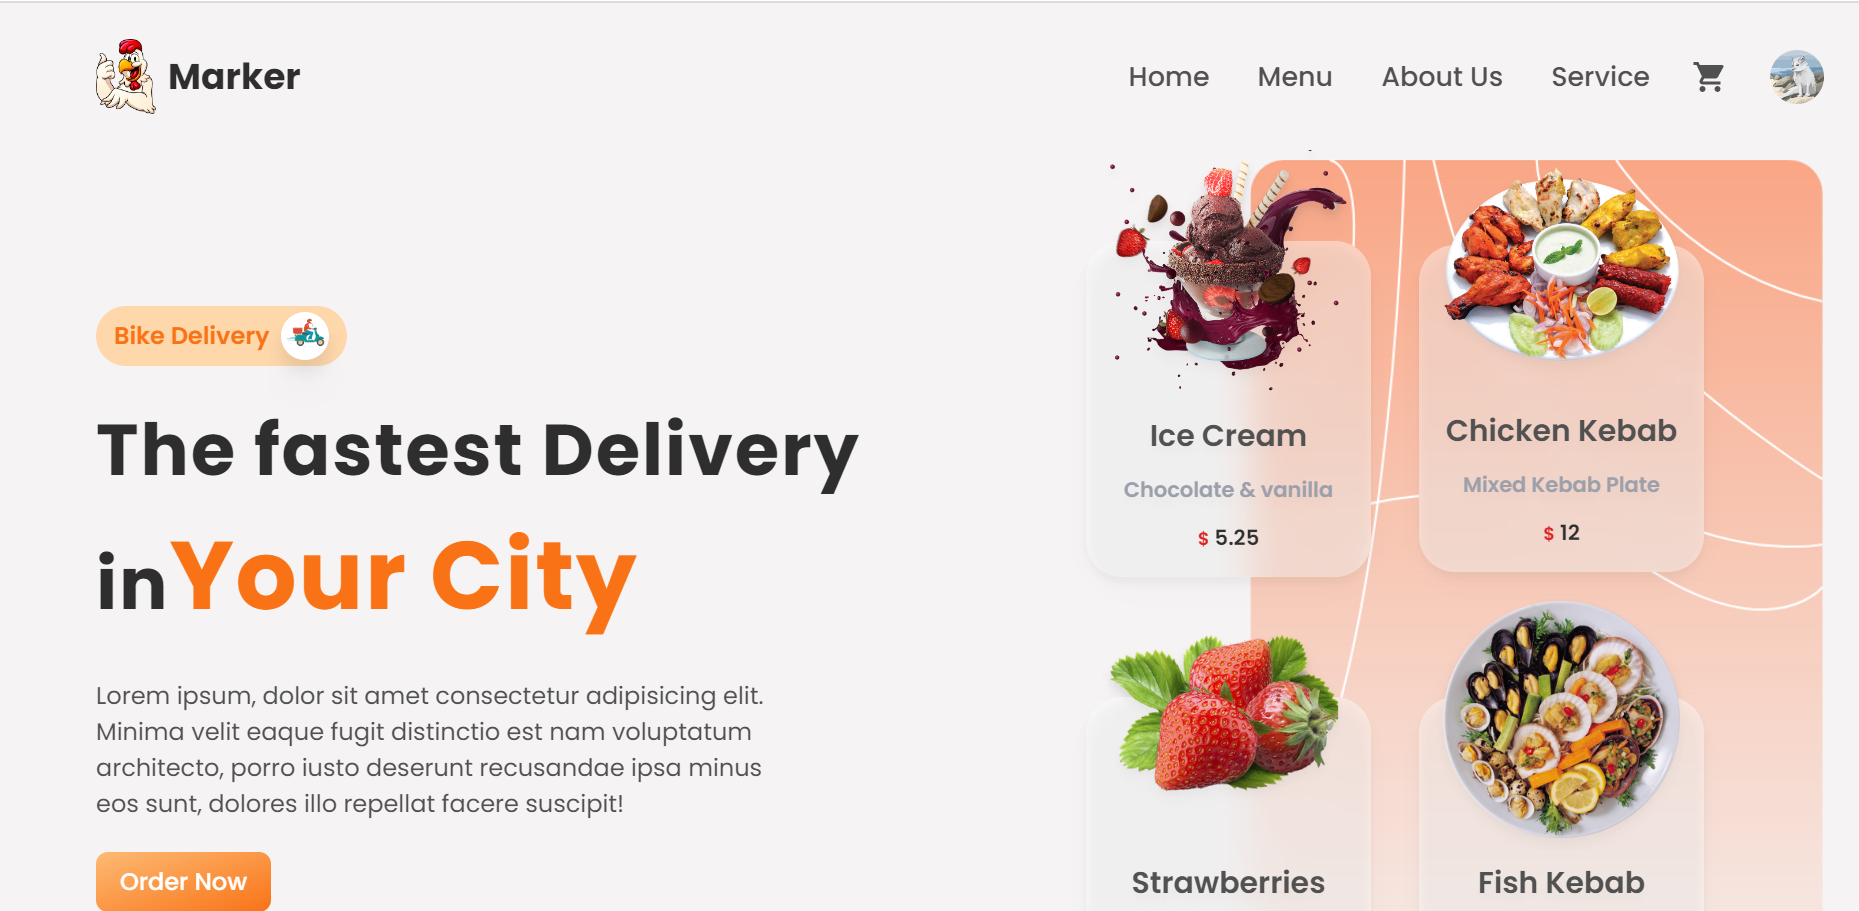 Marker
Home
Menu
About Us
Service
Bike Delivery
The fastest Delivery
in Your City
Lorem ipsum, dolor sit amet consectetur adipisicing elit.
Minima velit eaque fugit distinctio est nam voluptatum
architecto, porro iusto deserunt recusandae ipsa minus
eos sunt, dolores illo repellat facere suscipit!
Order Now
Ice Cream
Chocolate & vanilla
$ 5.25
Chicken Kebab
Mixed Kebab Plate
$ 12
Strawberries
Fish Kebab